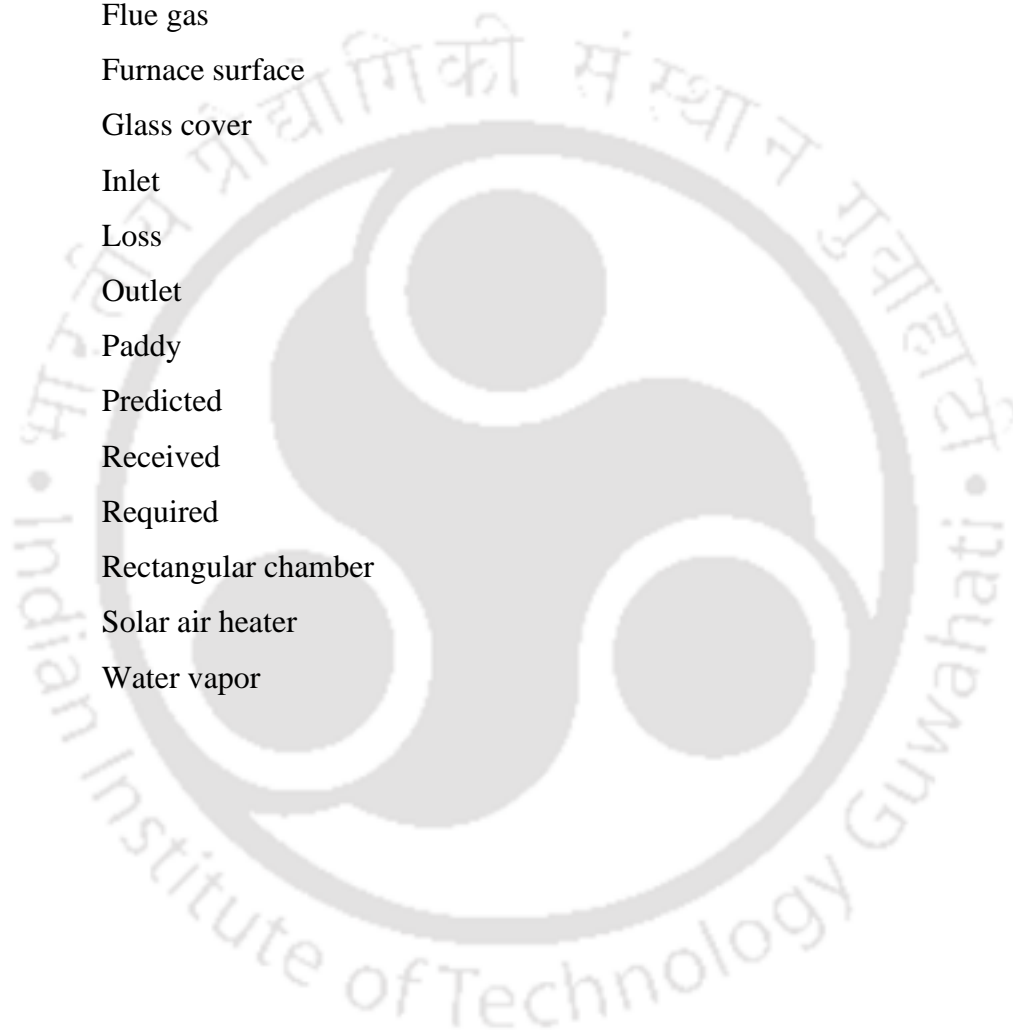 Flue gas
Furnace surface
Glass cover
Inlet
Loss
Outlet
Paddy
Predicted
Received
Required
Rectangular chamber
Solar air heater
Water vapor
भारतीय प्रौद्योगिकी संस्थान गुवाहाटी
Indian Institute of Technology Guwahati